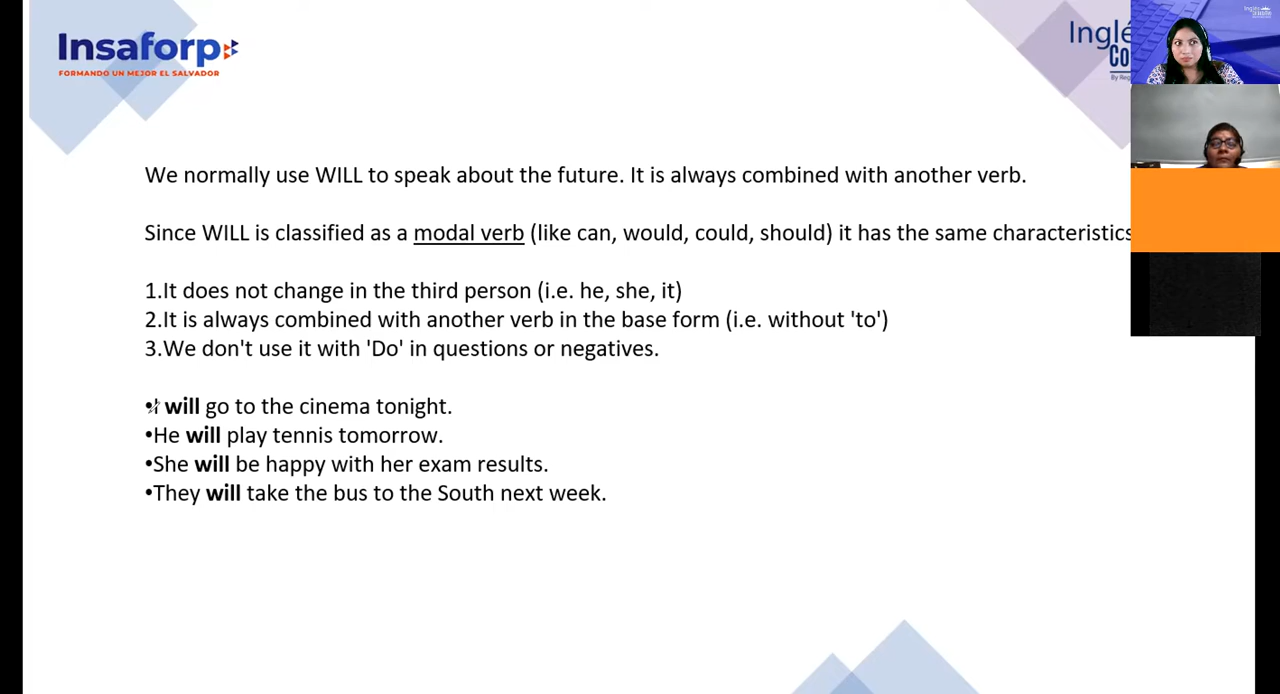 Insaforp
FORMANDO UN MEJOR EL SALVADOR
Inglé
CO
By Reg
We normally use WILL to speak about the future. It is always combined with another verb.
Since WILL is classified as a modal verb (like can, would, could, should) it has the same characteristics
1.It does not change in the third person (i.e. he, she, it)
2.It is always combined with another verb in the base form (i.e. without 'to')
3.We don't use it with 'Do' in questions or negatives.
•I will go to the cinema tonight.
•He will play tennis tomorrow.
•She will be happy with her exam results.
•They will take the bus to the South next week.